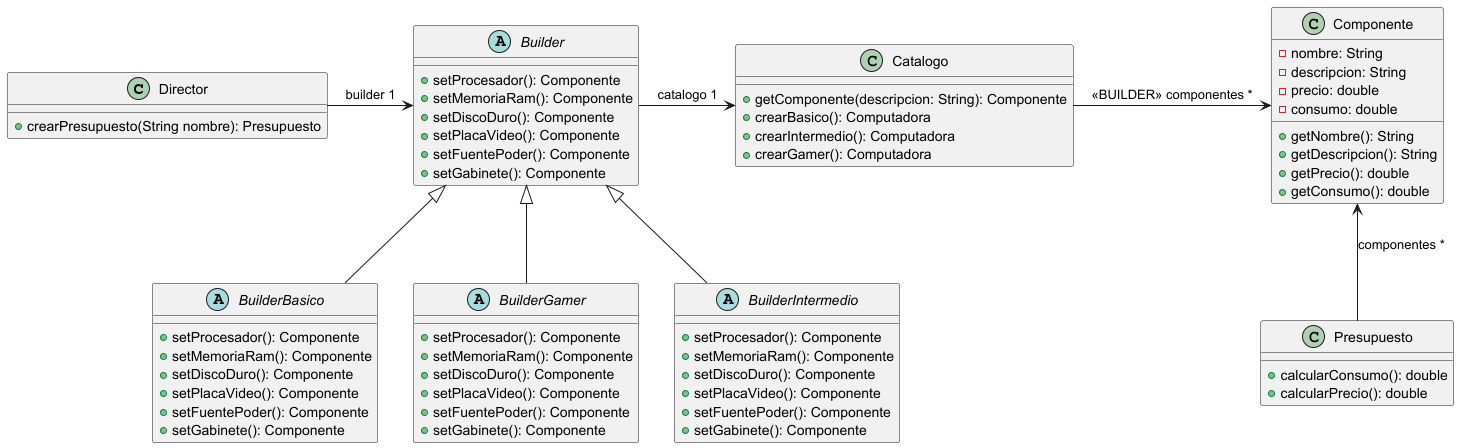 C Director
crearPresupuesto(String nombre): Presupuesto
builder 1
A Builder
setProcesador(): Componente
setMemoriaRam(): Componente
setDiscoDuro(): Componente
setPlacaVideo(): Componente
setFuentePoder(): Componente
setGabinete(): Componente
catalogo 1
C Catalogo
getComponente(descripcion: String): Componente
crearBasico(): Computadora
crearIntermedio(): Computadora
crearGamer(): Computadora
«BUILDER» componentes *
C Componente
nombre: String
descripcion: String
precio: double
consumo: double
getNombre(): String
getDescripcion(): String
getPrecio(): double
getConsumo(): double
componentes *
A BuilderBasico
setProcesador(): Componente
setMemoriaRam(): Componente
setDiscoDuro(): Componente
setPlacaVideo(): Componente
setFuentePoder(): Componente
setGabinete(): Componente
A BuilderGamer
setProcesador(): Componente
setMemoriaRam(): Componente
setDiscoDuro(): Componente
setPlacaVideo(): Componente
setFuentePoder(): Componente
setGabinete(): Componente
A BuilderIntermedio
setProcesador(): Componente
setMemoriaRam(): Componente
setDiscoDuro(): Componente
setPlacaVideo(): Componente
setFuentePoder(): Componente
setGabinete(): Componente
C Presupuesto
calcularConsumo(): double
calcularPrecio(): double